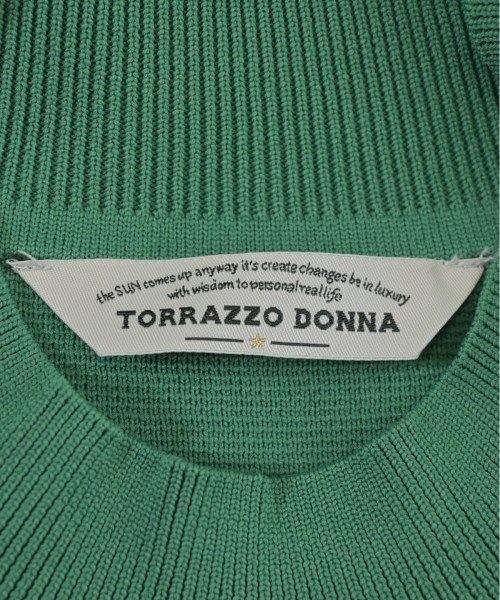 the SUN comes up anyway it's create changes be in luxury
with wisdom to personal real life
TORRAZZO DONNA